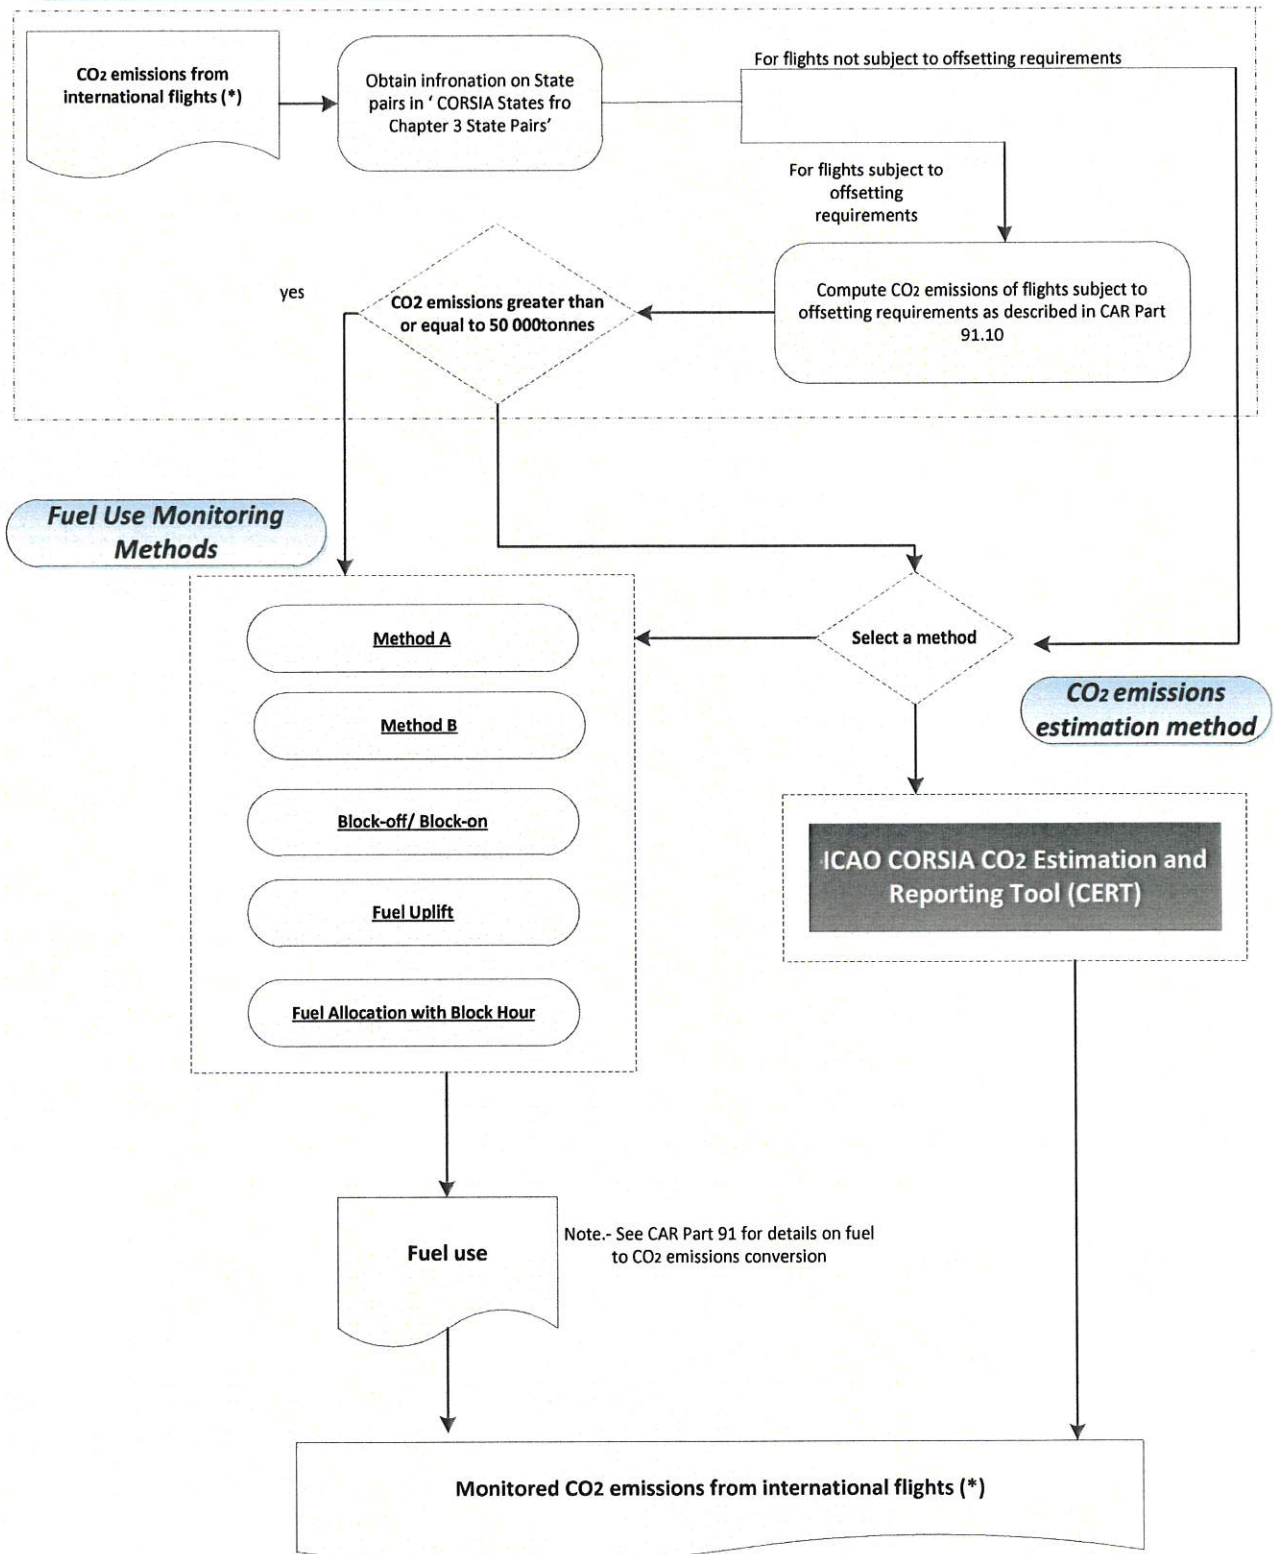 CO2 emissions from
international flights (*)
Obtain infronation on State
pairs in ‘ CORSIA States fro
Chapter 3 State Pairs’
For flights not subject to offsetting requirements
For flights subject to
offsetting
requirements
yes
CO2 emissions greater than
or equal to 50 000tonnes
Compute CO2 emissions of flights subject to
offsetting requirements as described in CAR Part
91.10
Fuel Use Monitoring
Methods
Method A
Select a method
Method B
CO2 emissions
estimation method
Block-off/ Block-on
ICAO CORSIA CO2 Estimation and
Reporting Tool (CERT)
Fuel Uplift
Fuel Allocation with Block Hour
Fuel use
Note.- See CAR Part 91 for details on fuel
to CO2 emissions conversion
Monitored CO2 emissions from international flights (*)